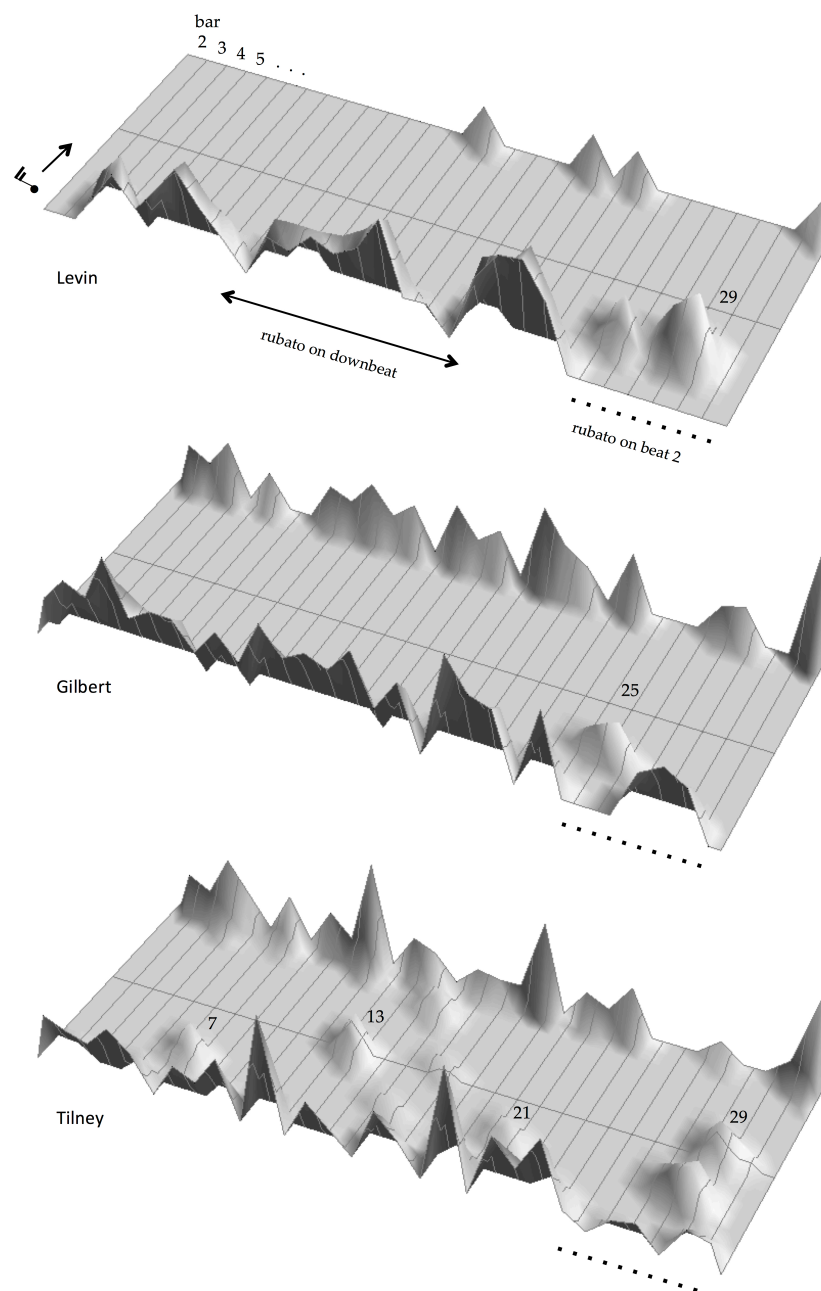 bar
2 3 4 5 . . .
Levin
29
rubato on downbeat
rubato on beat 2
25
Gilbert
7
13
21
29
Tilney